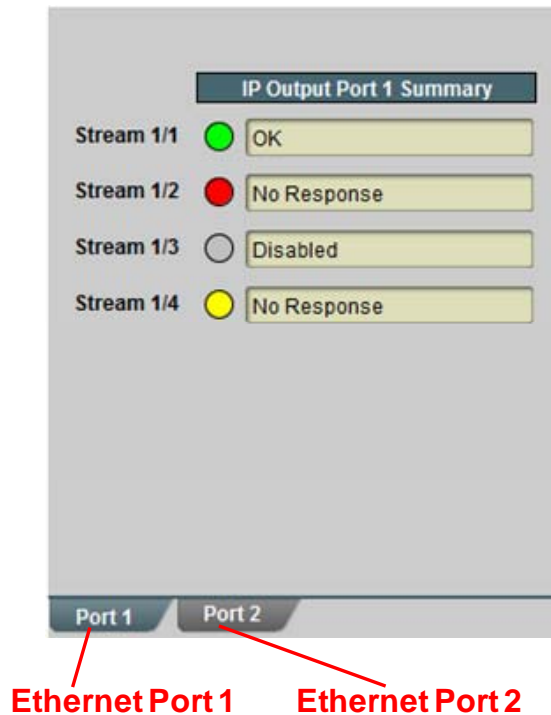 IP Output Port 1 Summary
Stream 1/1 OK
Stream 1/2 No Response
Stream 1/3 Disabled
Stream 1/4 No Response
Port 1 Port 2
Ethernet Port 1 Ethernet Port 2